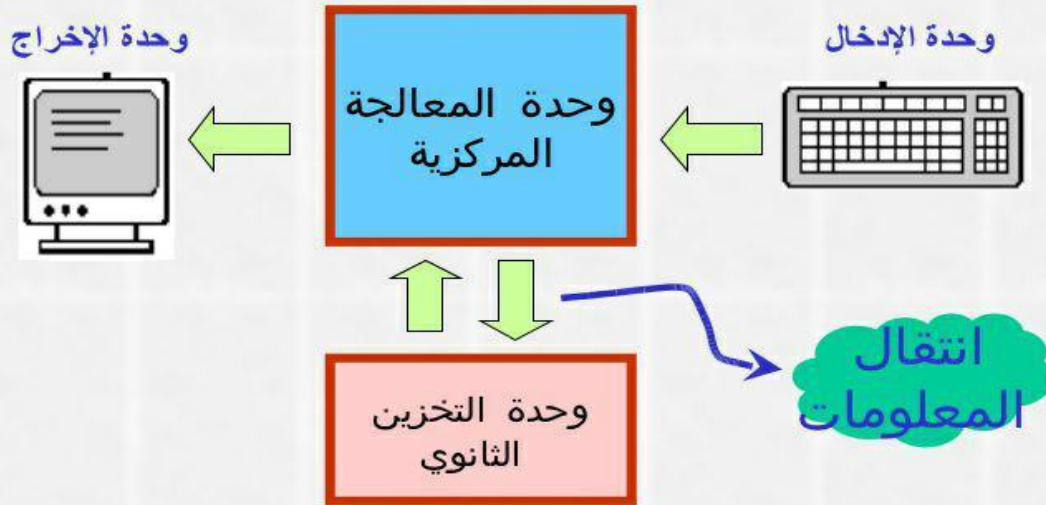 وحدة الإدخال
وحدة المعالجة
المركزية
وحدة الإخراج
انتقال
المعلومات
وحدة التخزين
الثانوي